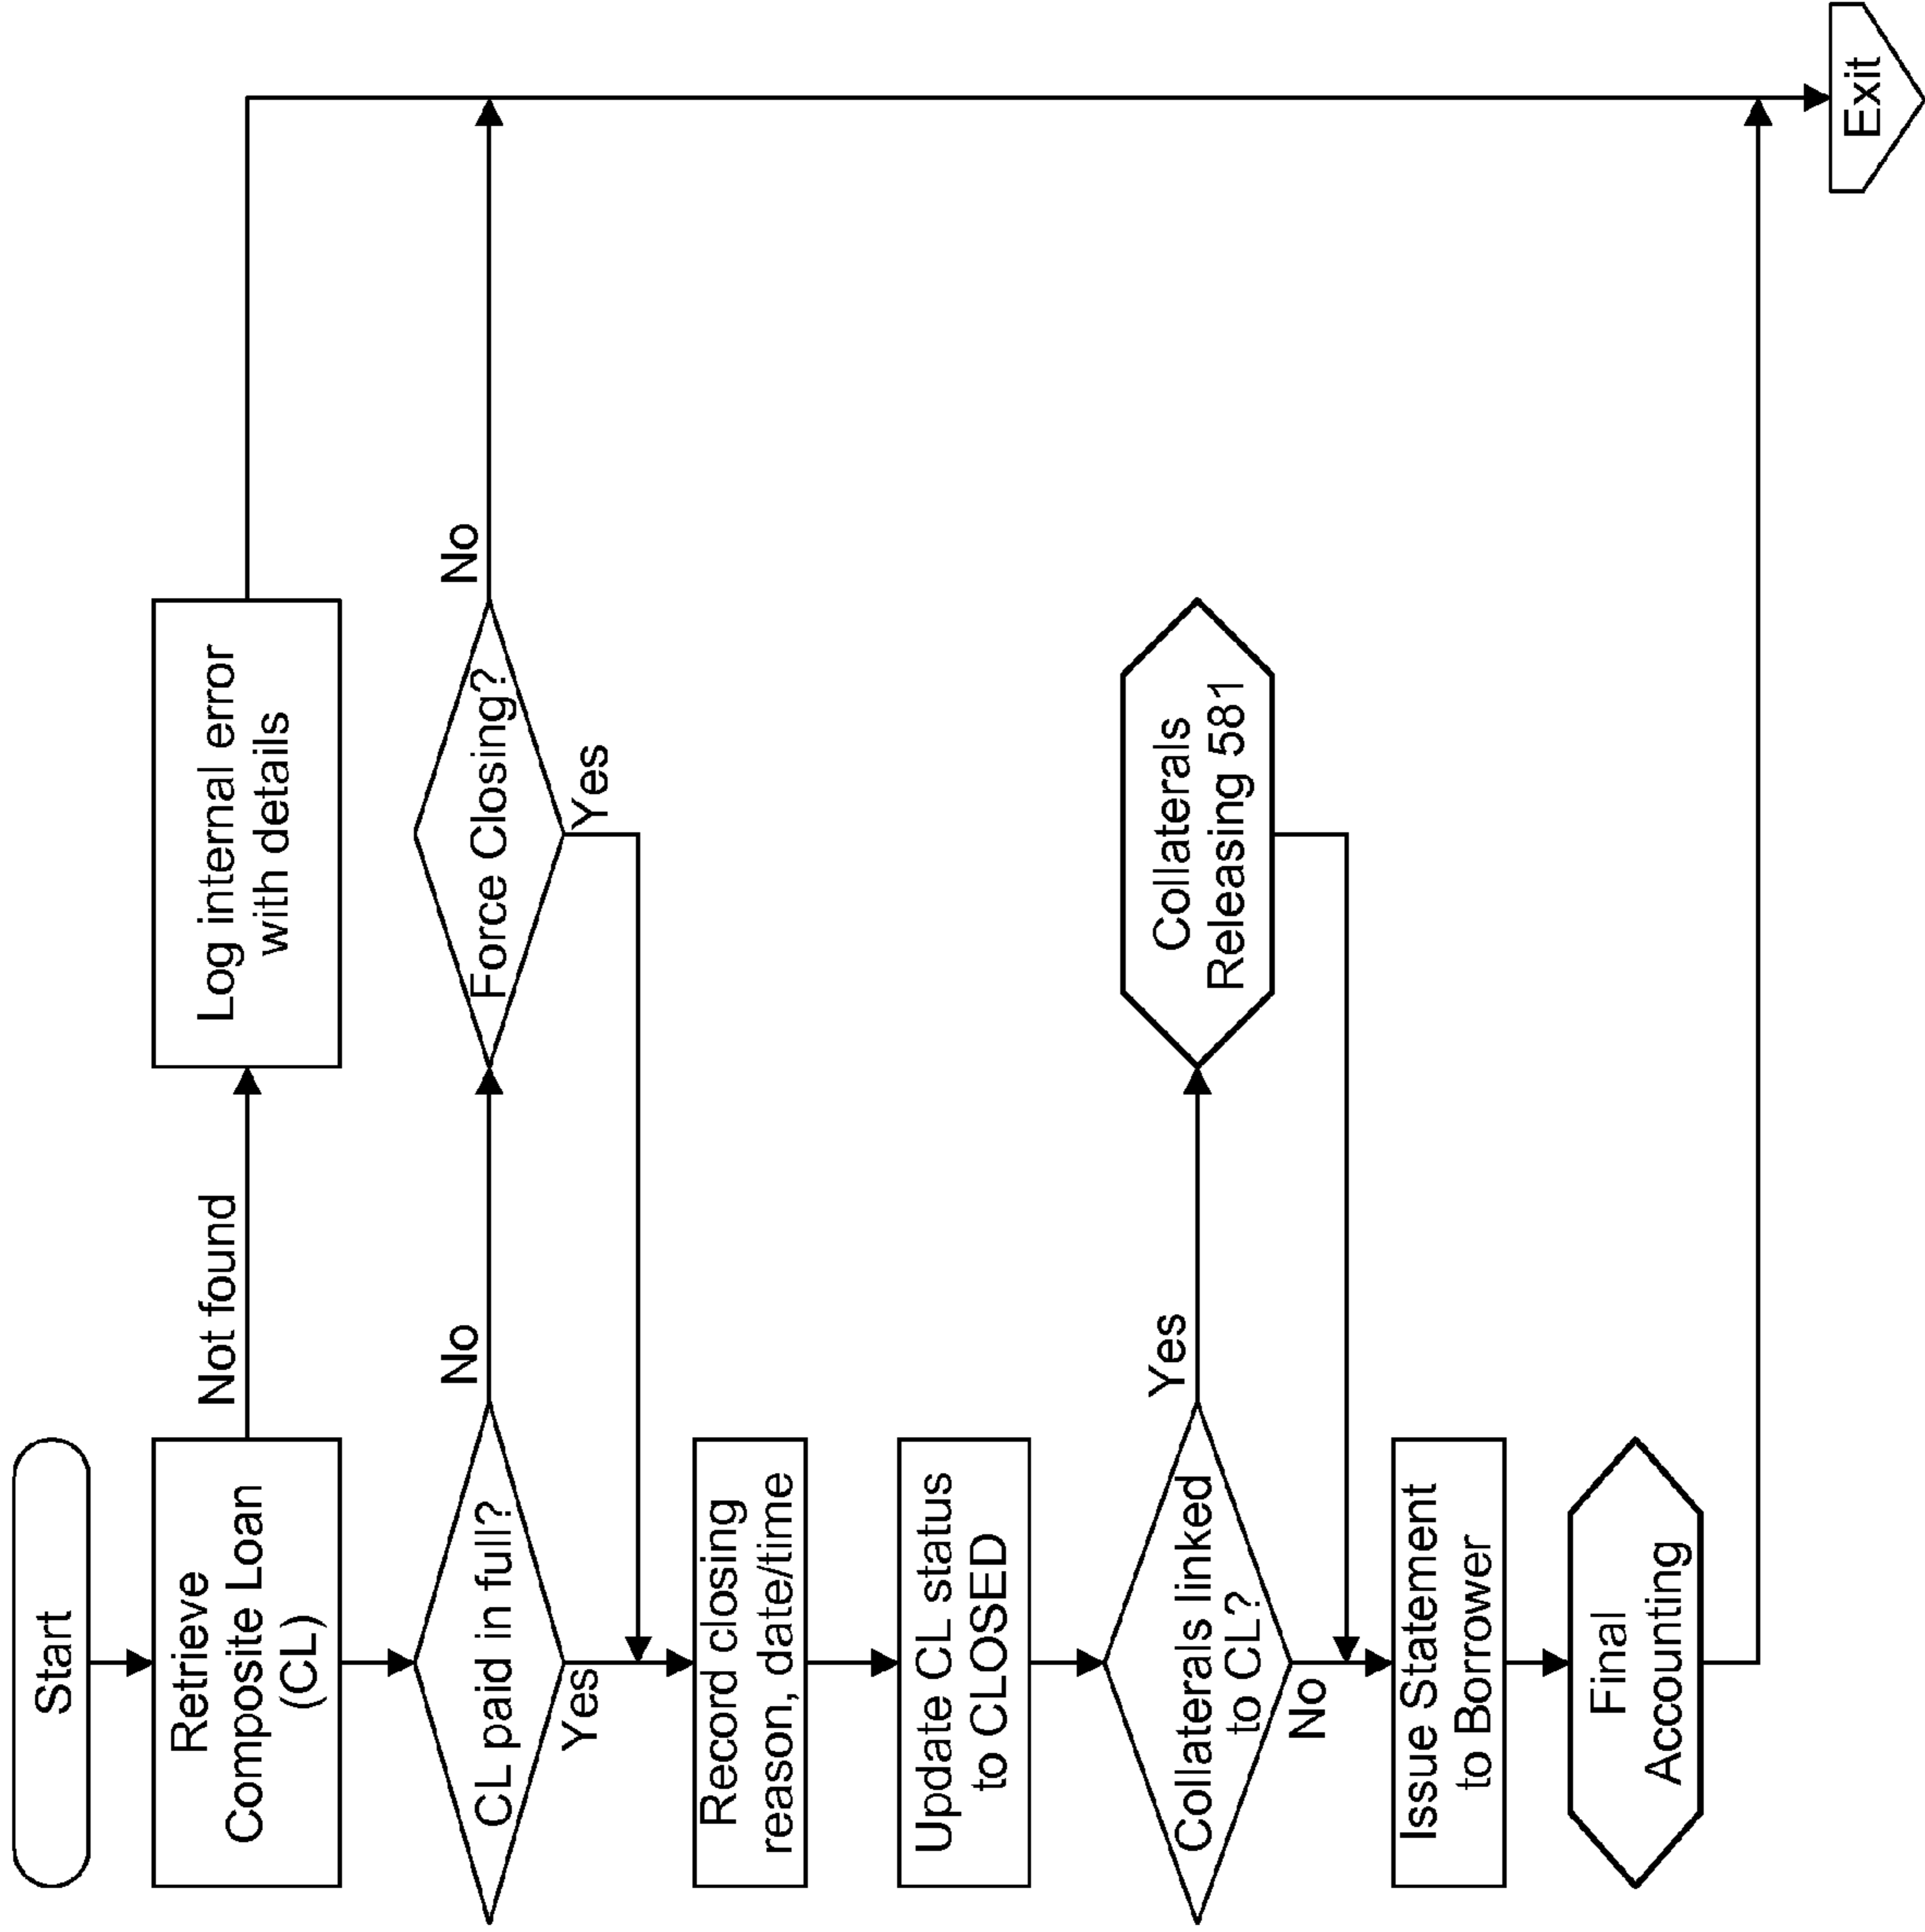 Start
Retrieve
Composite Loan
(CL)
Not found
Log internal error
with details
CL paid in full?
No
Force Closing?
No
Yes
Yes
Record closing
reason, date/time
Update CL status
to CLOSED
Collaterals linked
to CL?
Yes
Collaterals
Releasing 581
No
Issue Statement
to Borrower
Final
Accounting
Exit